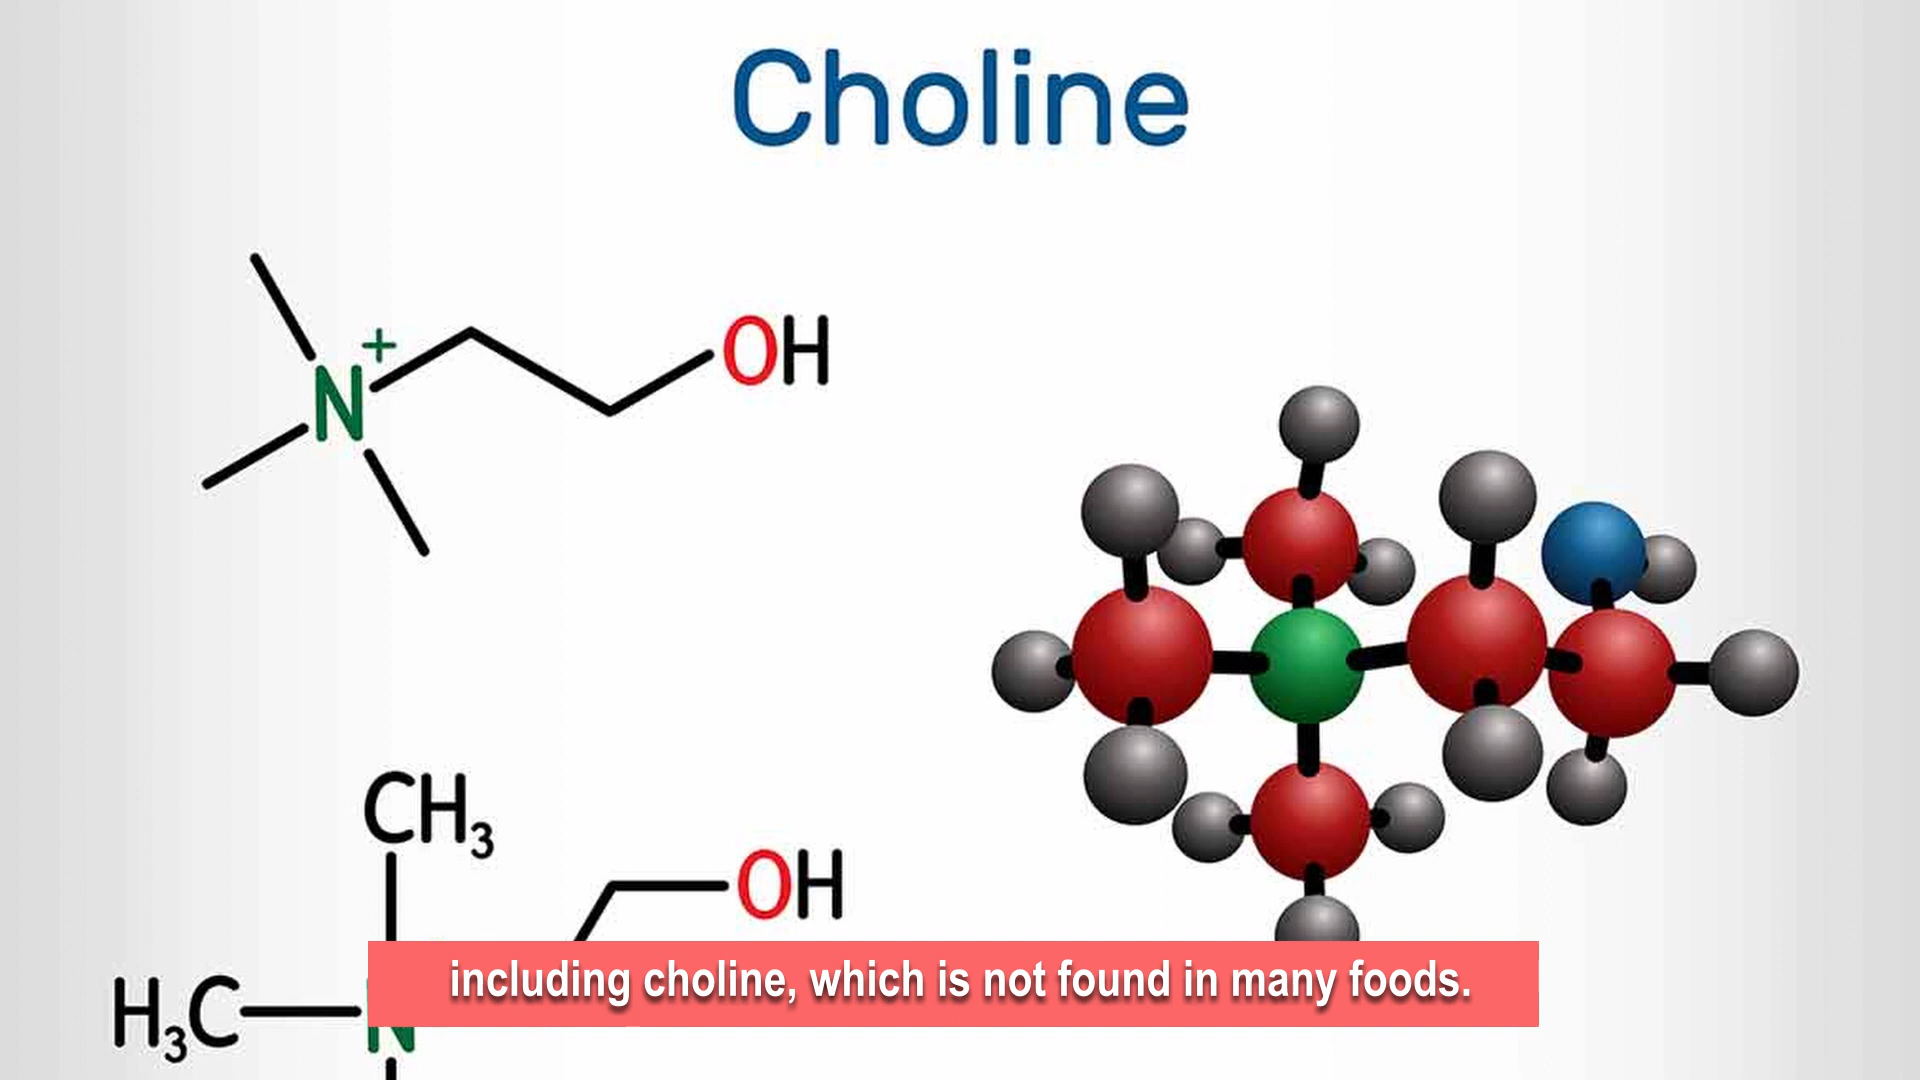 Choline
N+
OH
CH3
OH
H3C
N
including choline, which is not found in many foods.